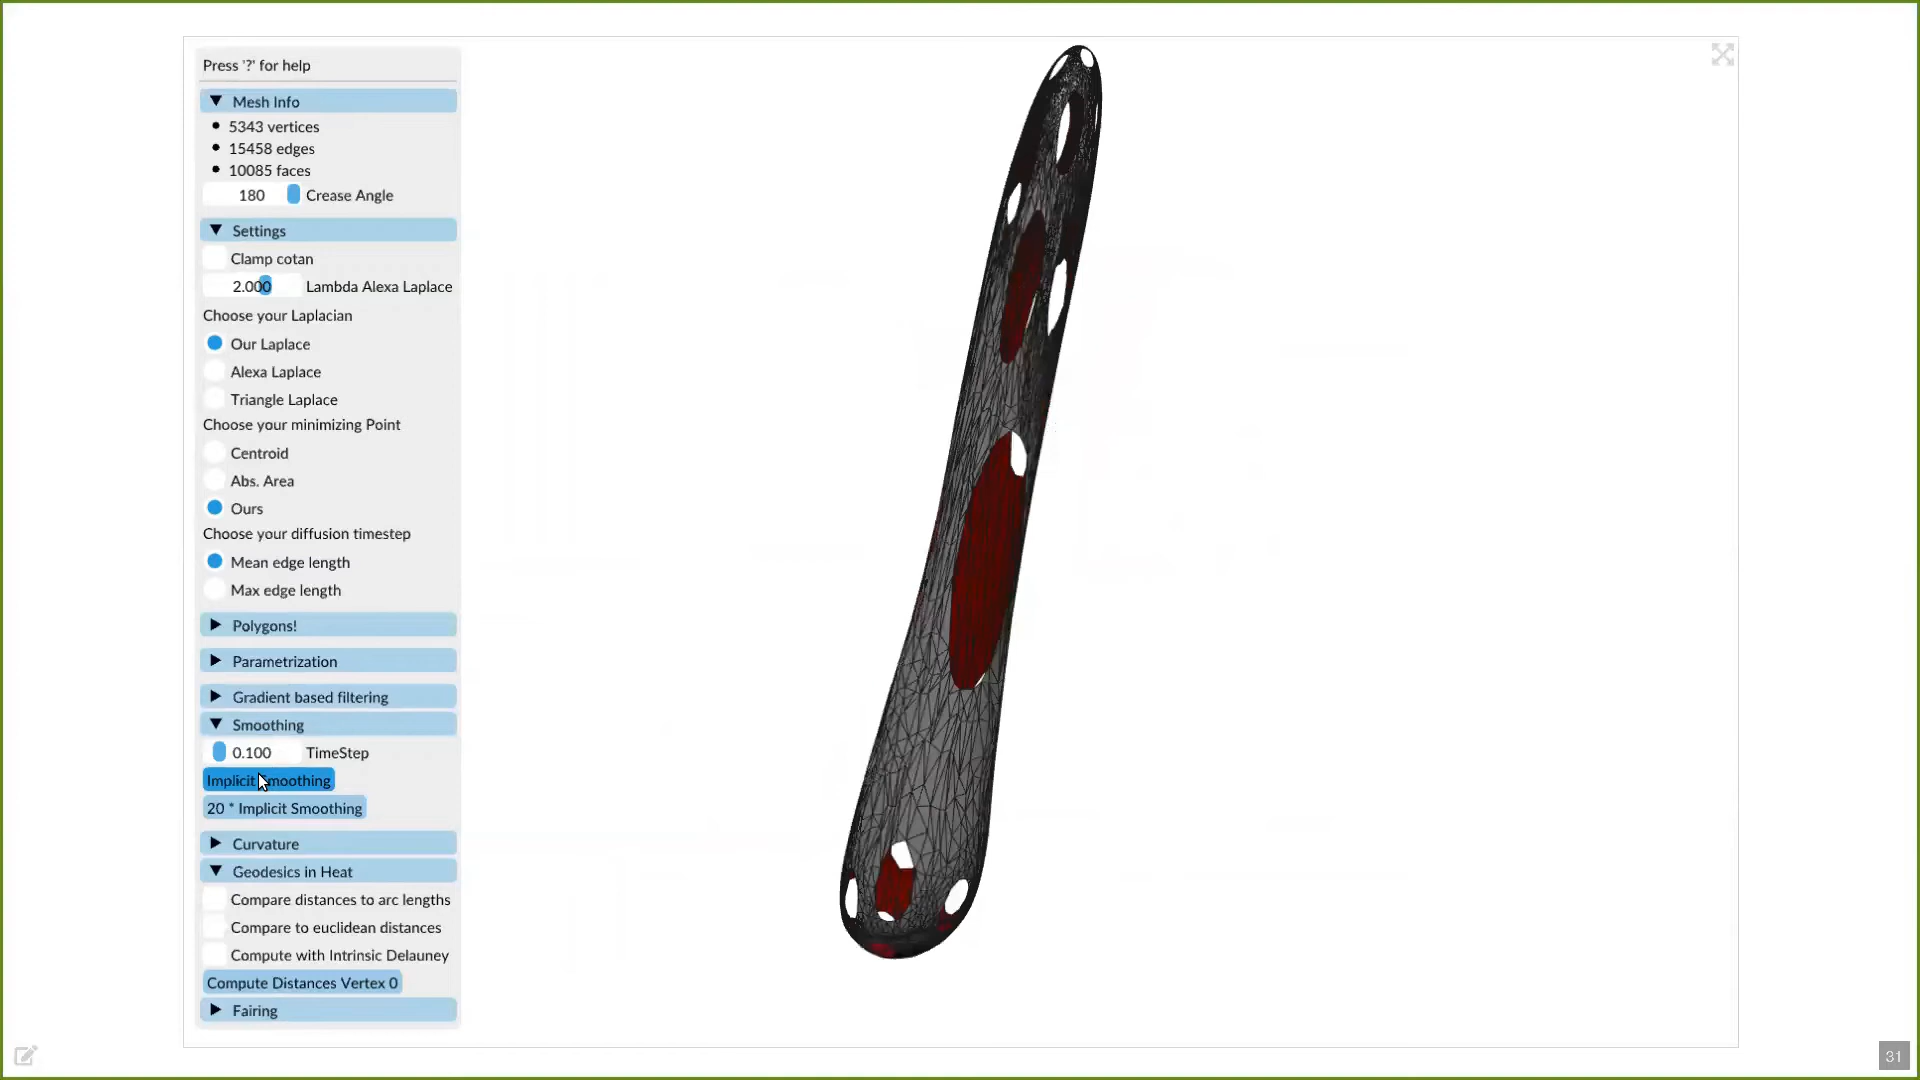 Press '?' for help
Mesh Info
5343 vertices
15458 edges
10085 faces
180 Crease Angle
Settings
Clamp cotan
2.000 Lambda Alexa Laplace
Choose your Laplacian
Our Laplace
Alexa Laplace
Triangle Laplace
Choose your minimizing Point
Centroid
Abs. Area
Ours
Choose your diffusion timestep
Mean edge length
Max edge length
Polygons!
Parametrization
Gradient based filtering
Smoothing
0.100 TimeStep
Implicit Smoothing
20 * Implicit Smoothing
Curvature
Geodesics in Heat
Compare distances to arc lengths
Compare to euclidean distances
Compute with Intrinsic Delauney
Compute Distances Vertex 0
Fairing
31